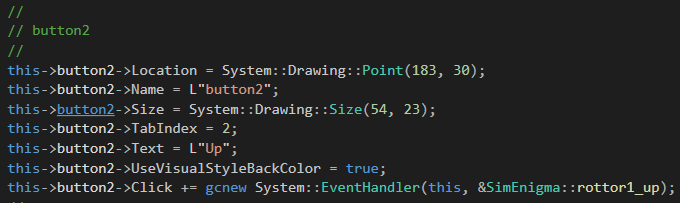 //
// button2
//
this->button2->Location = System::Drawing::Point(183, 30);
this->button2->Name = L"button2";
this->button2->Size = System::Drawing::Size(54, 23);
this->button2->TabIndex = 2;
this->button2->Text = L"Up";
this->button2->UseVisualStyleBackColor = true;
this->button2->Click += gcnew System::EventHandler(this, &SimEnigma::rottor1_up);
//